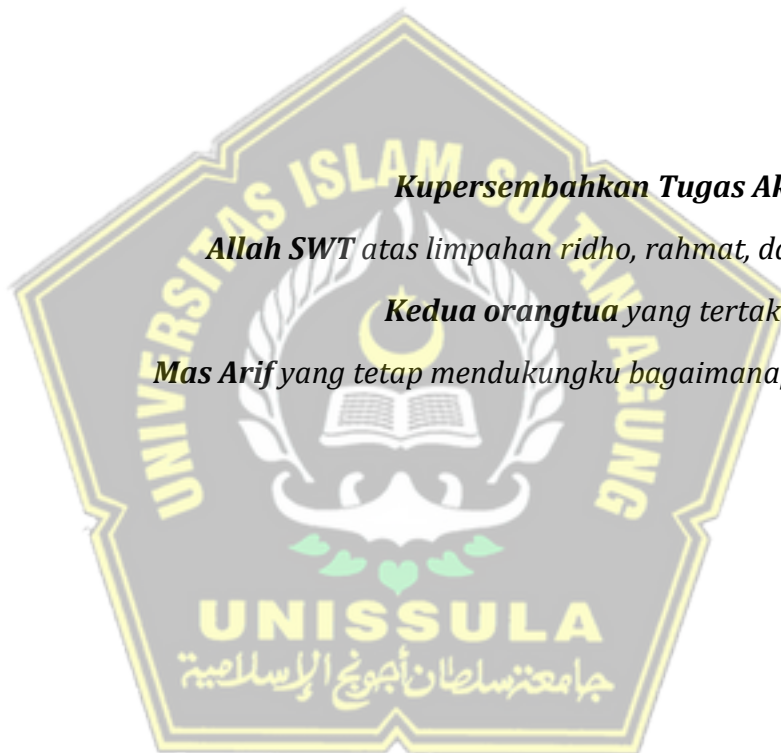 Kupersembahkan Tugas Ak
Allah SWT atas limpahan ridho, rahmat, da
Kedua orangtua yang tertak
Mas Arif yang tetap mendukungku bagaimanap
UNIVERSITAS ISLAM SULTAN AGUNG
UNISSULA
جامعة سلطان أجونج الإسلامية